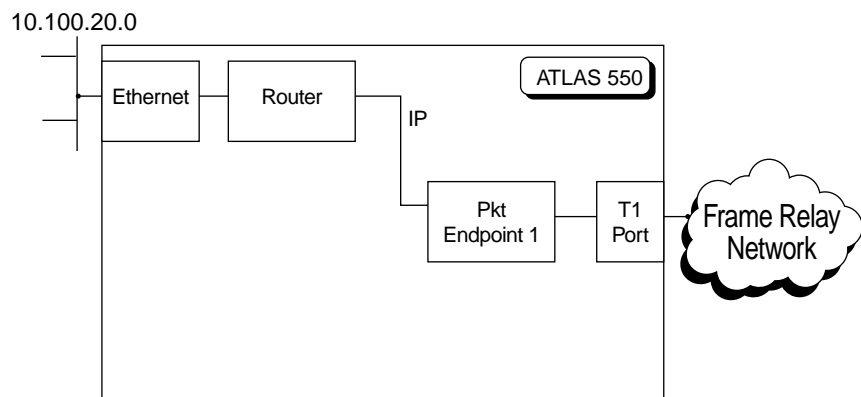 10.100.20.0
ATLAS 550
Ethernet
Router
IP
Pkt
Endpoint 1
T1
Port
Frame Relay
Network